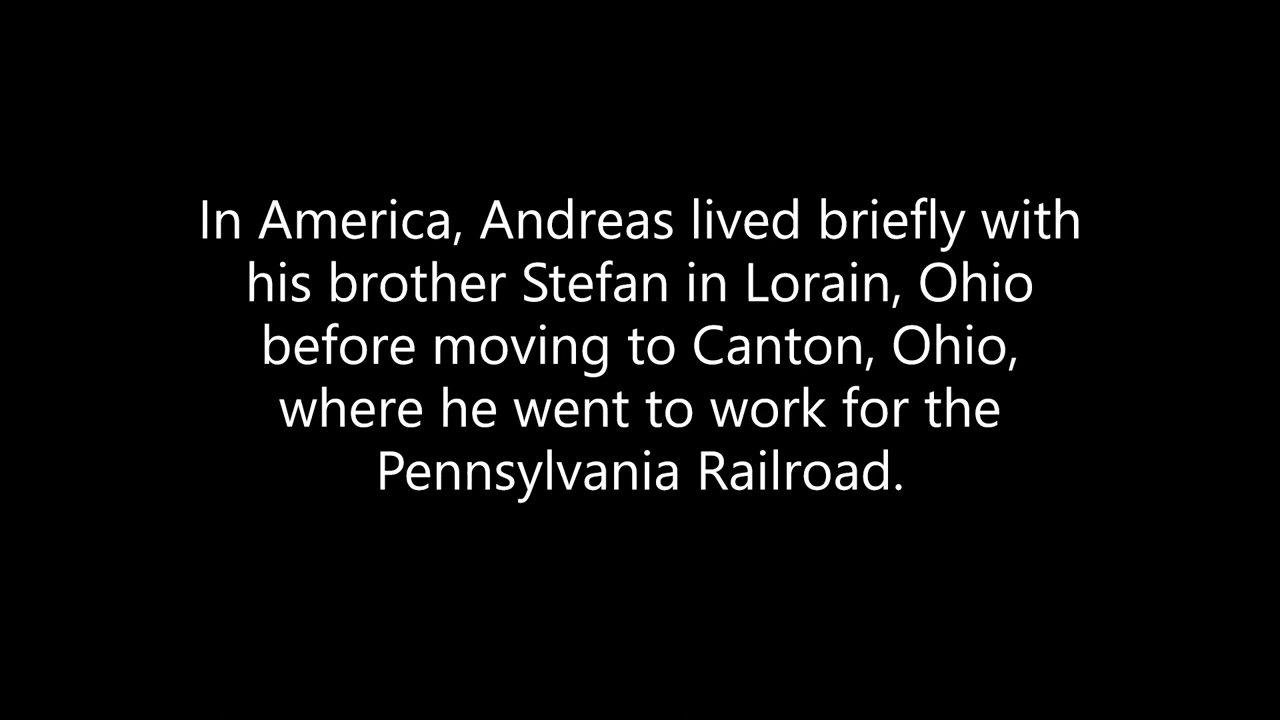 In America, Andreas lived briefly with
his brother Stefan in Lorain, Ohio
before moving to Canton, Ohio,
where he went to work for the
Pennsylvania Railroad.